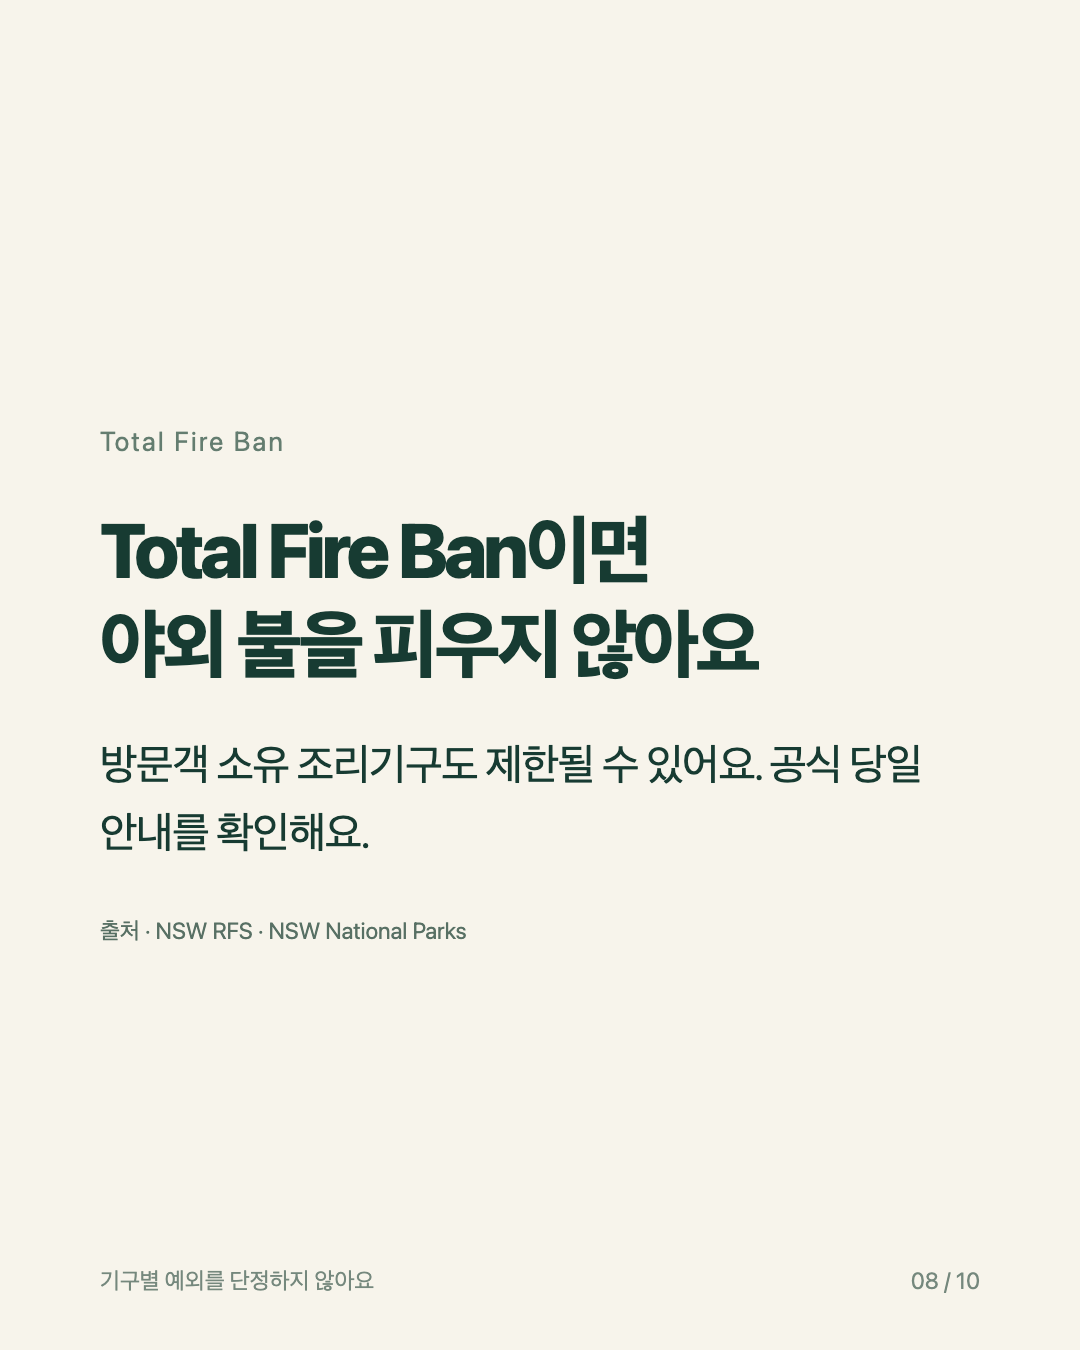 Total Fire Ban
Total Fire Ban이면
야외 불을 피우지 않아요
방문객 소유 조리기구도 제한될 수 있어요. 공식 당일
안내를 확인해요.
출처 · NSW RFS · NSW National Parks
기구별 예외를 단정하지 않아요
08 / 10